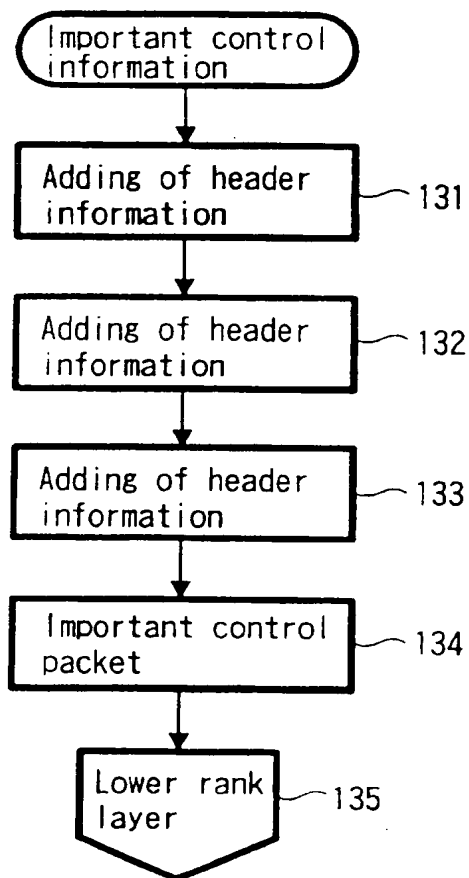 Important control
information
Adding of header
information
131
Adding of header
information
132
Adding of header
information
133
Important control
packet
134
Lower rank
layer
135